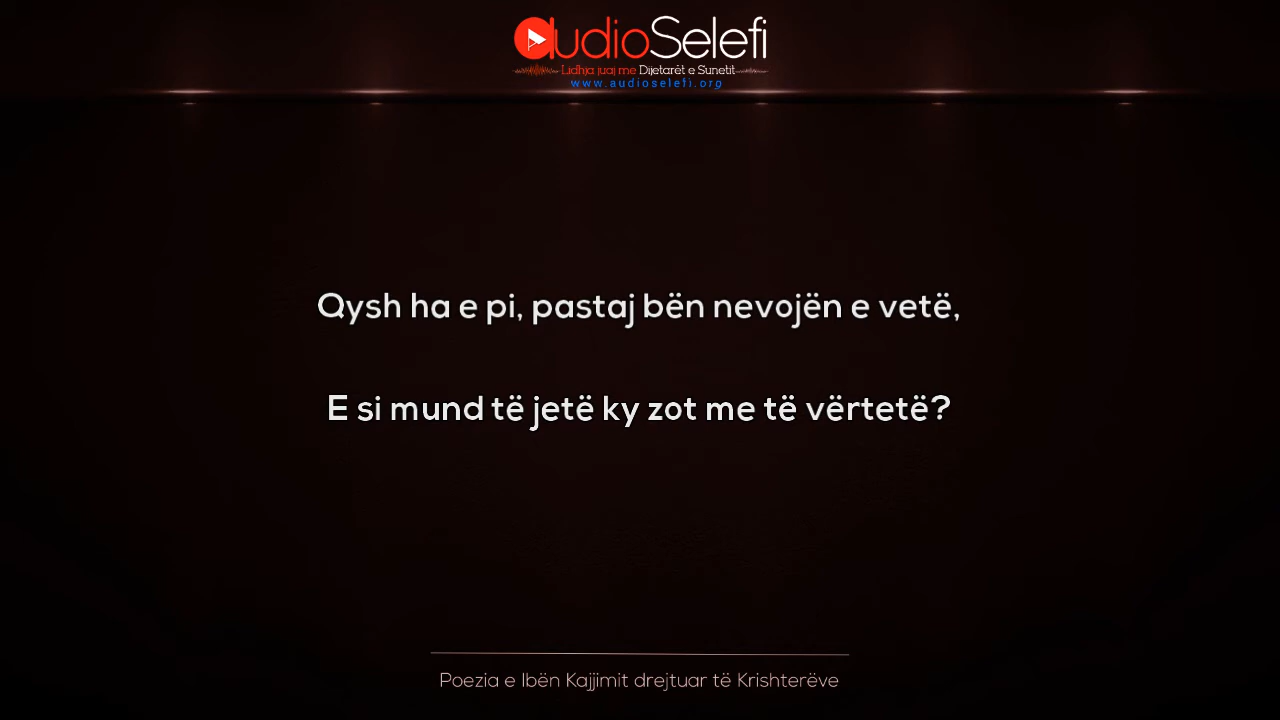 audioSelefi
Lidhja juaj me Dijetarët e Sunetit
www.audioselefi.org
Qysh ha e pi, pastaj bën nevojën e vetë,
E si mund të jetë ky zot me të vërtetë?
Poezia e Ibën Kajjimit drejtuar të Krishterëve